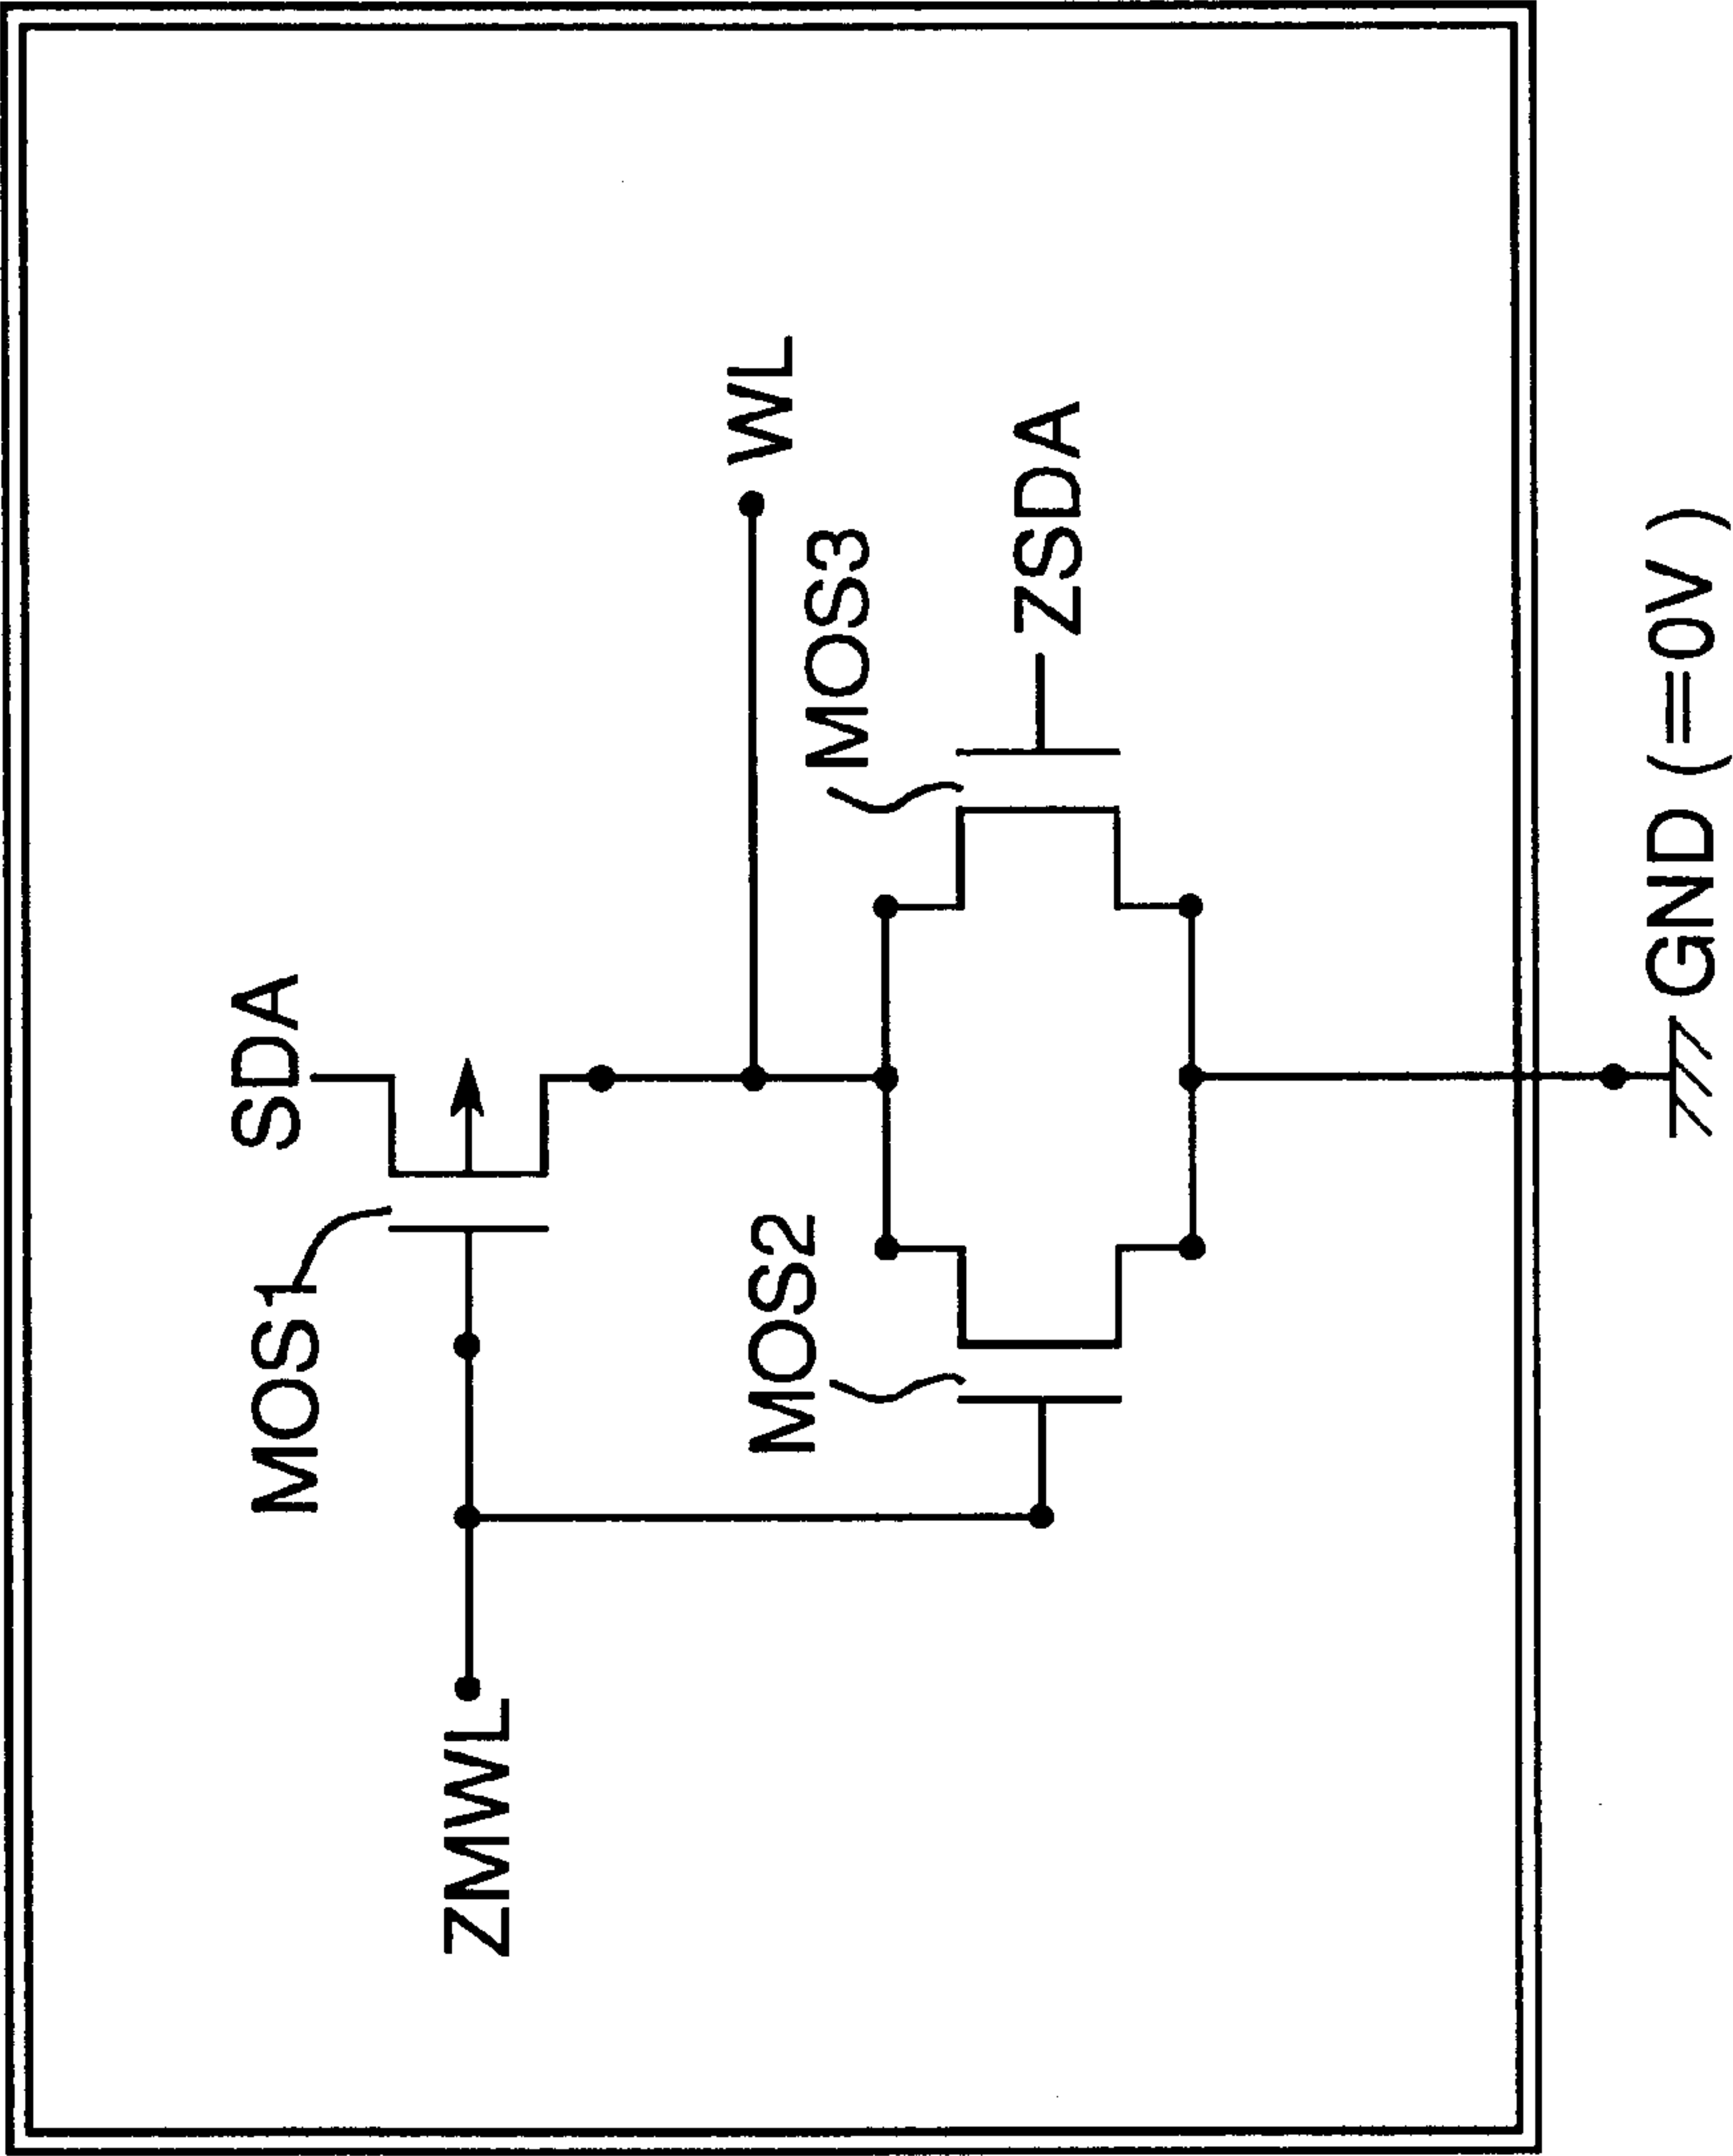 SDA
MOS1
ZMWL
WL
MOS2
MOS3
ZSDA
GND (=0V)